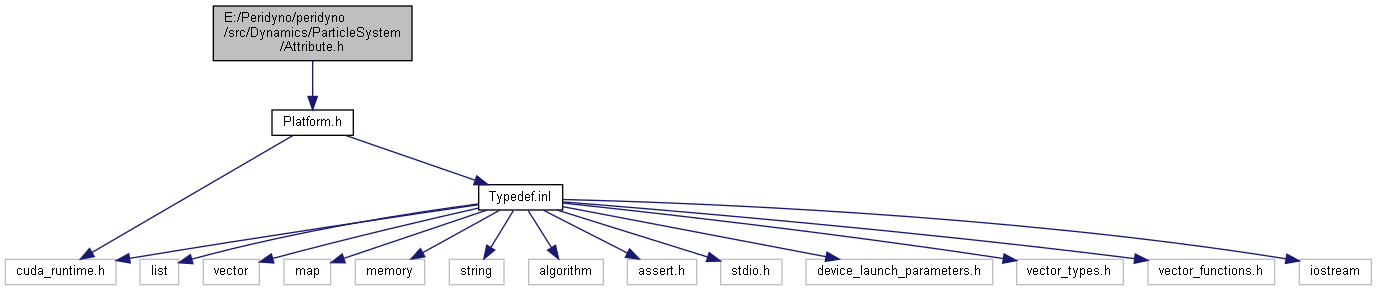 E:/Peridyno/peridyno
/src/Dynamics/ParticleSystem
/Attribute.h
Platform.h
Typedef.inl
cuda_runtime.h
list
vector
map
memory
string
algorithm
assert.h
stdio.h
device_launch_parameters.h
vector_types.h
vector_functions.h
iostream